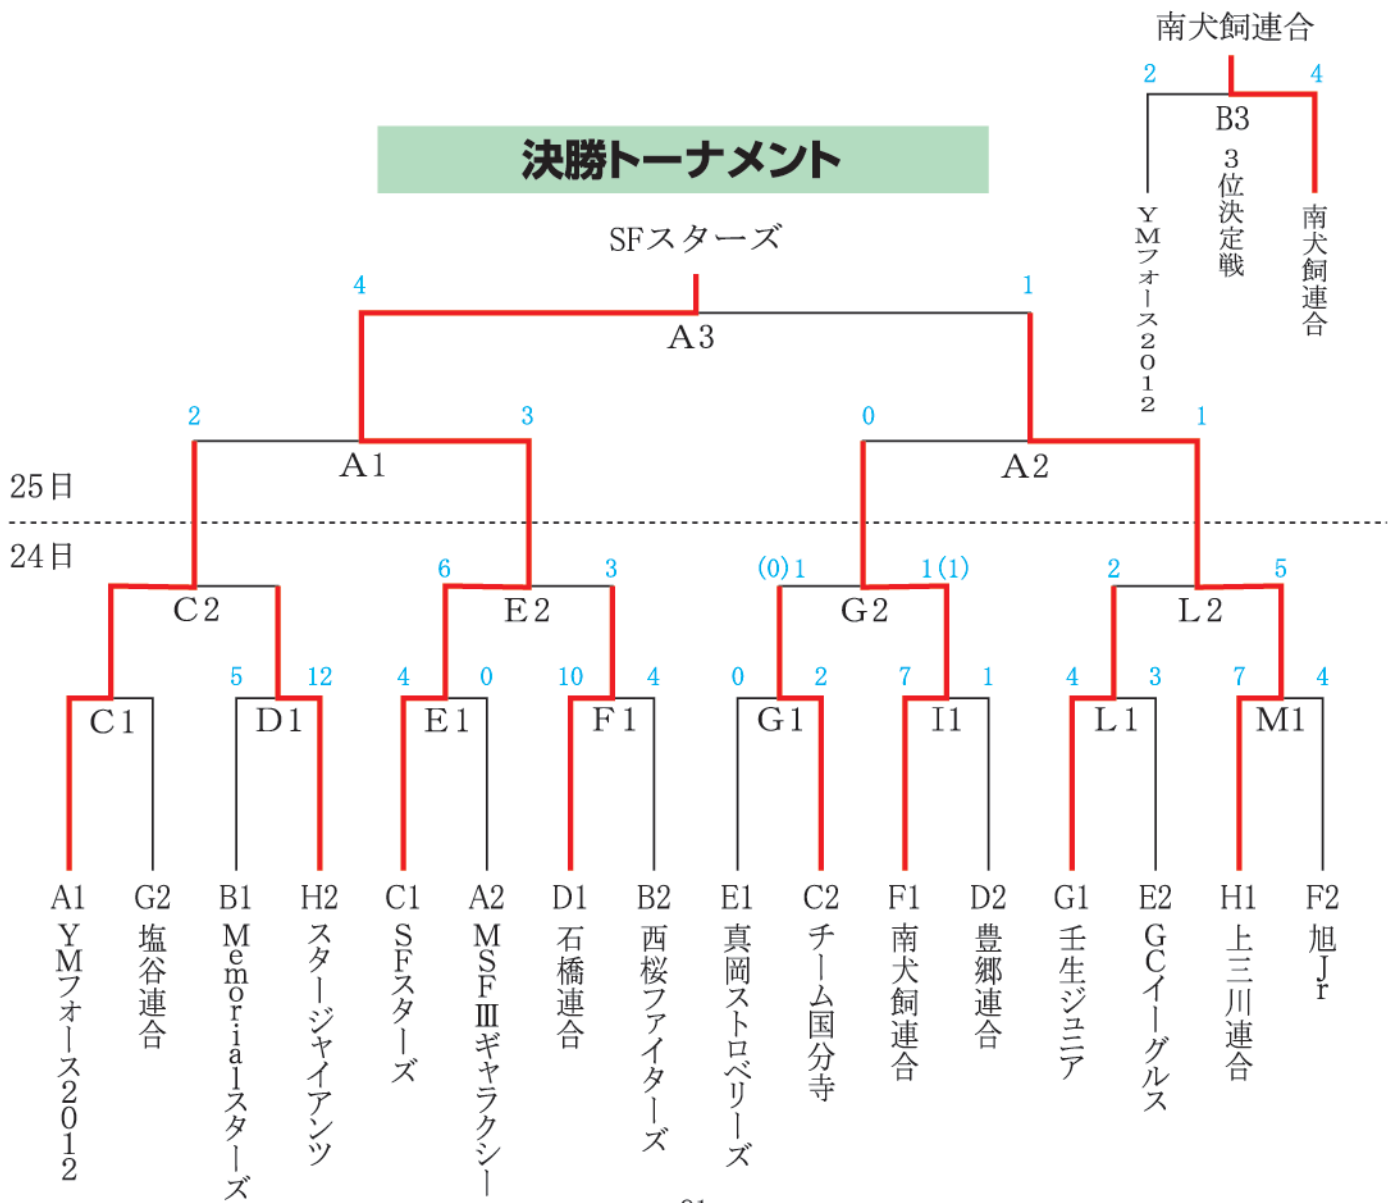 南犬飼連合
2 4
B3
3位決定戦
YMフォース2012
南犬飼連合
決勝トーナメント
SFスターズ
4 1
A3
2 3 0 1
A1 A2
25日
24日
6 3 (0)1 1(1) 2 5
C2 E2 G2 L2
5 12 4 0 10 4 0 2 7 1 4 3 7 4
C1 D1 E1 F1 G1 I1 L1 M1
A1 G2 B1 H2 C1 A2 D1 B2 E1 C2 F1 D2 G1 E2 H1 F2
YMフォース2012
塩谷連合
Memorialスターズ
スタージャイアンツ
SFスターズ
MSFⅢギャラクシー
石橋連合
西桜ファイターズ
真岡ストロベリーズ
チーム国分寺
南犬飼連合
豊郷連合
壬生ジュニア
GCイーグルス
上三川連合
旭Jr